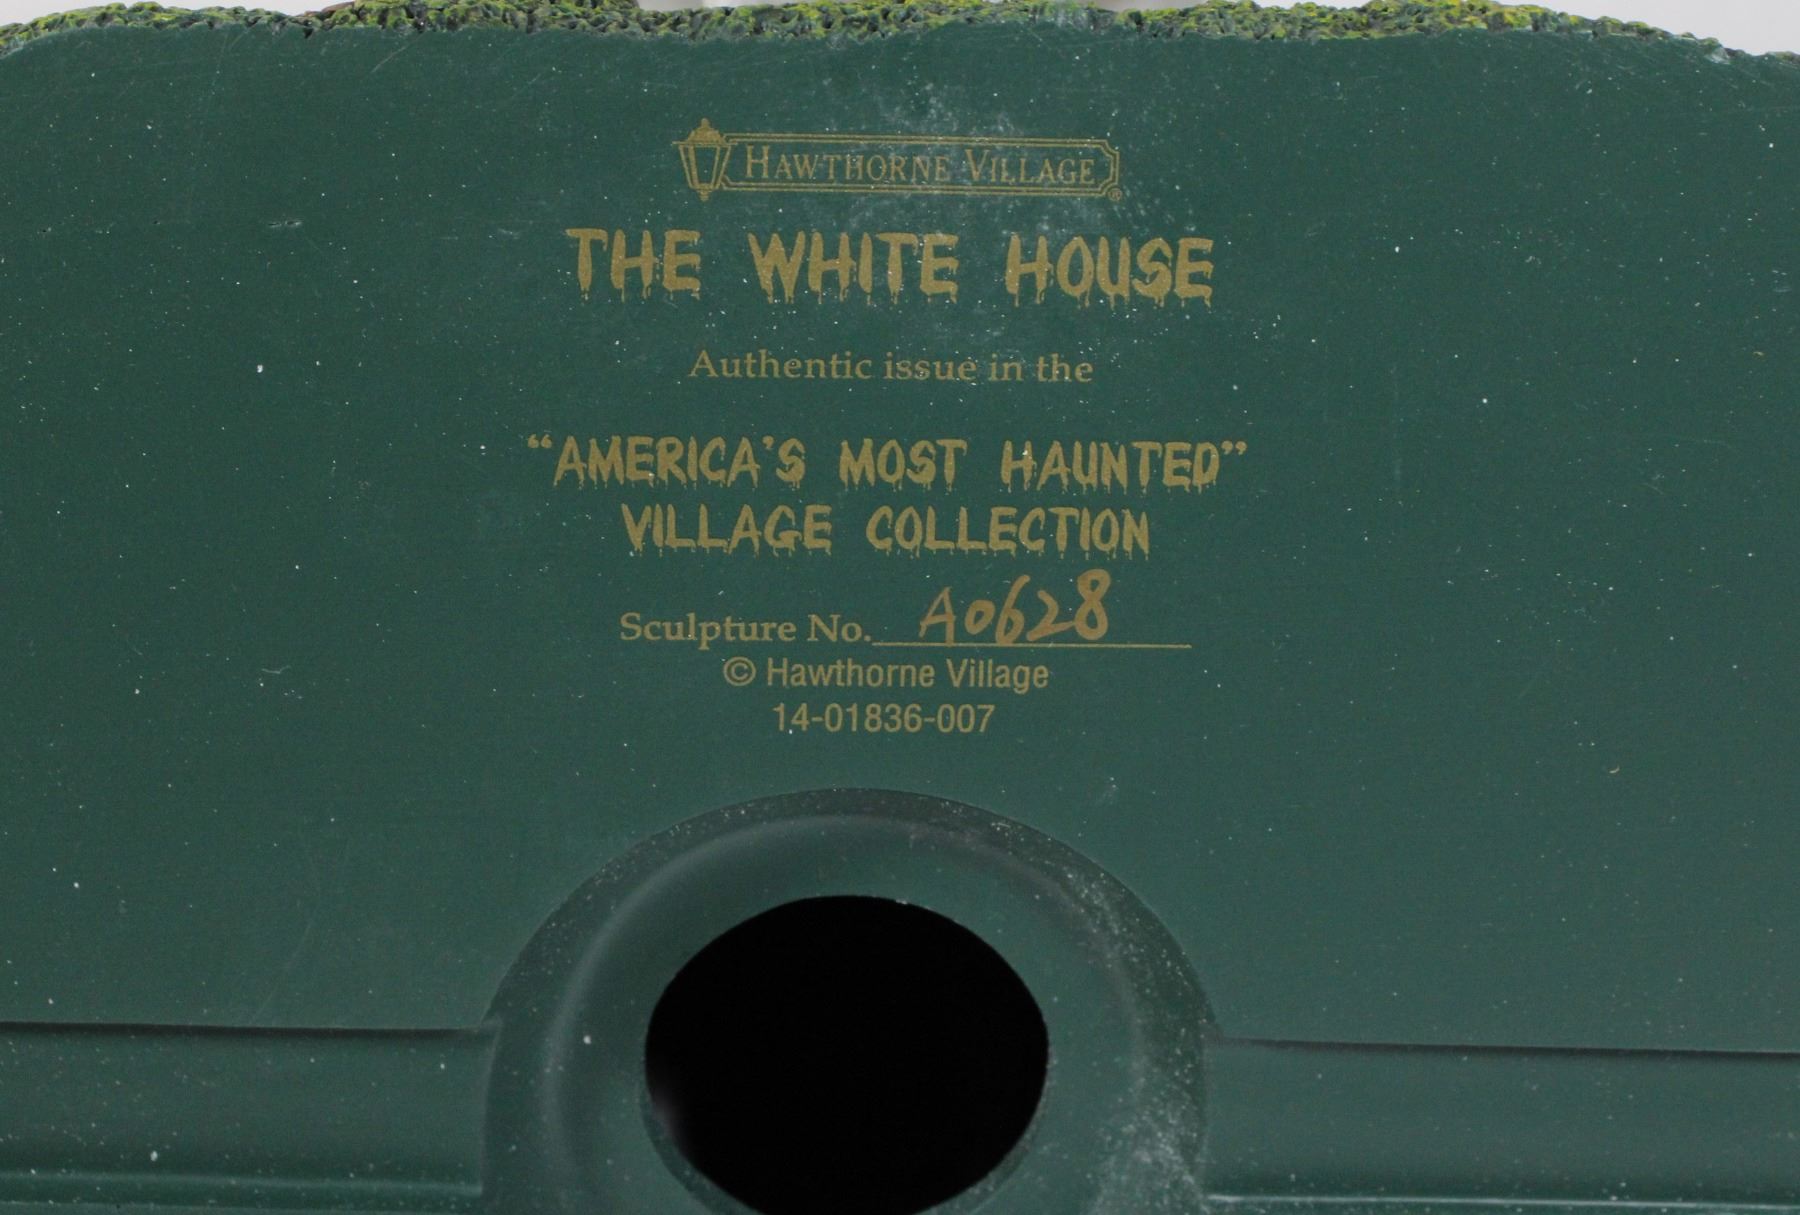 HAWTHORNE VILLAGE®
THE WHITE HOUSE
Authentic issue in the
“AMERICA'S MOST HAUNTED”
VILLAGE COLLECTION
Sculpture No. A0628
© Hawthorne Village
14-01836-007